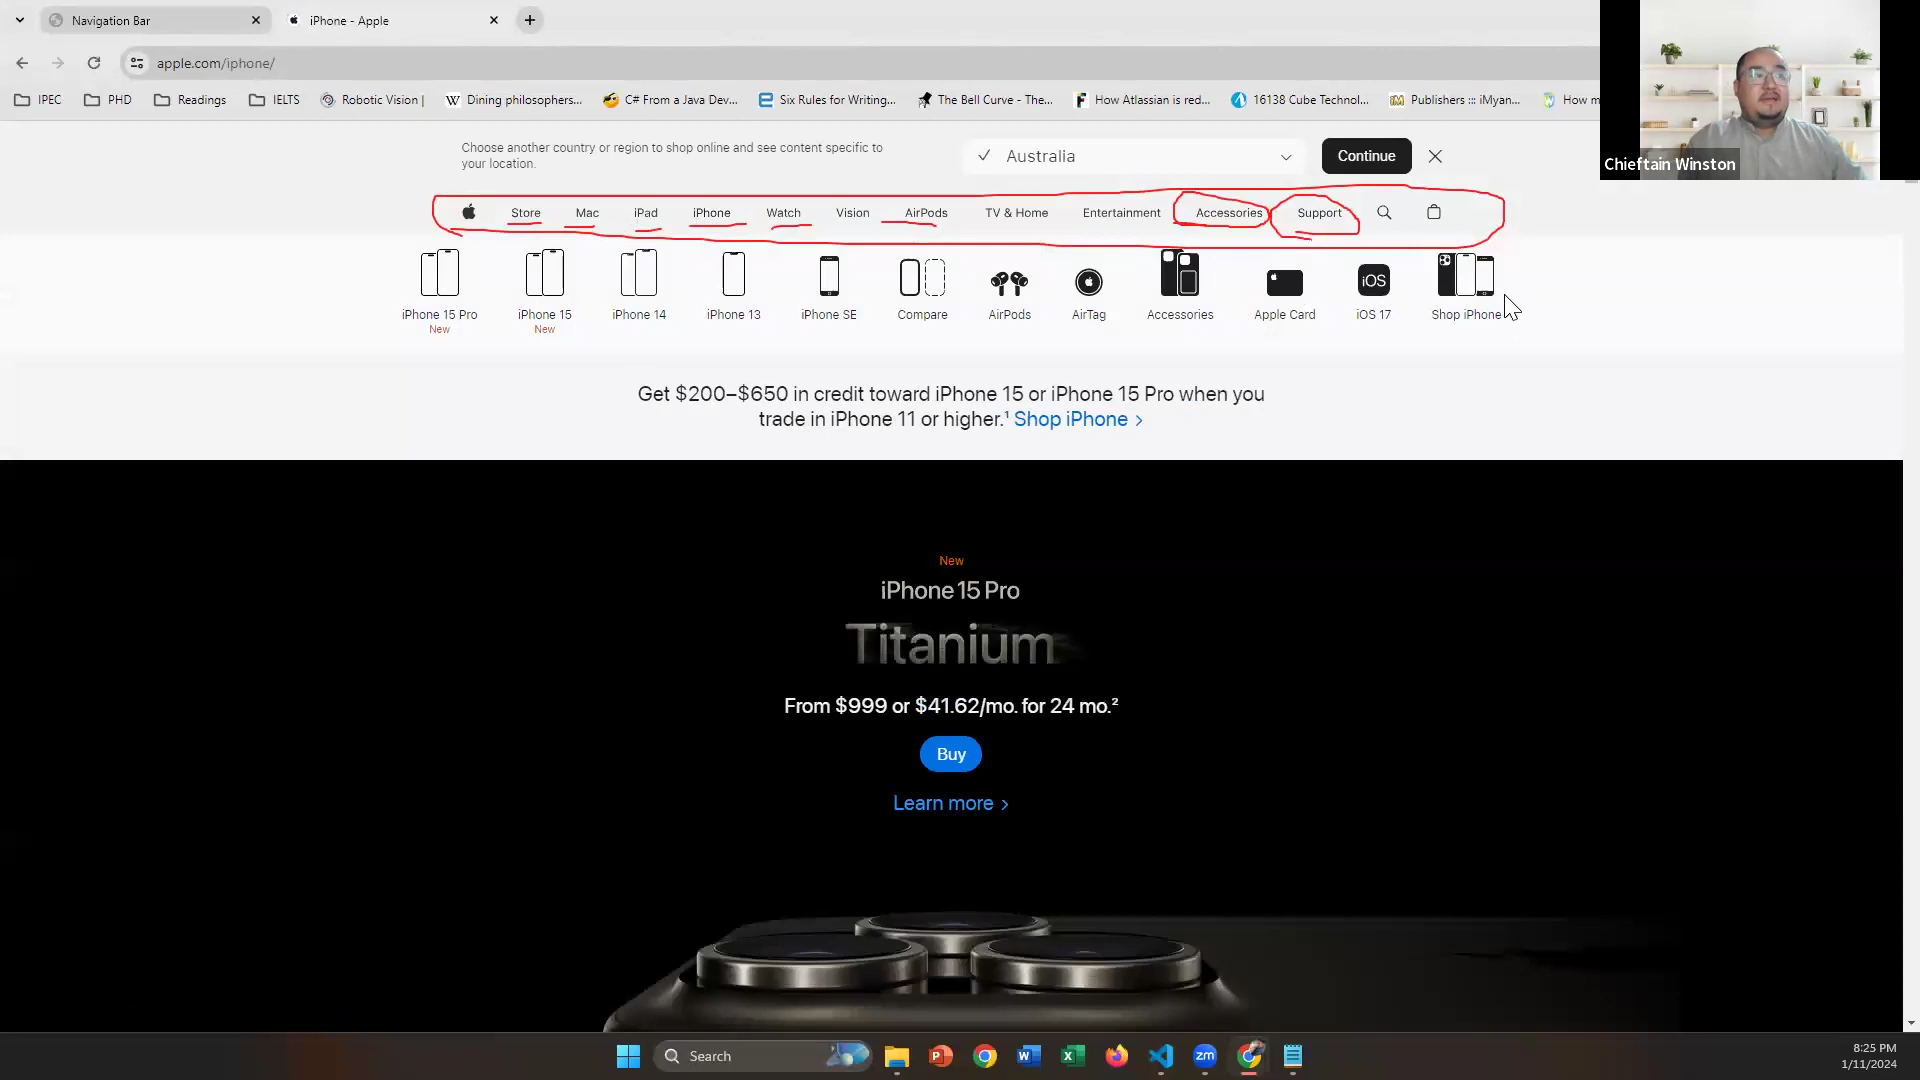 Navigation Bar
iPhone - Apple
apple.com/iphone/
IPEC
PHD
Readings
IELTS
Robotic Vision |
Dining philosophers...
C# From a Java Dev...
Six Rules for Writing...
The Bell Curve - The...
How Atlassian is red...
16138 Cube Technol...
Publishers ::: iMyan...
How m
Chieftain Winston
Choose another country or region to shop online and see content specific to
your location.
Australia
Continue
Store
Mac
iPad
iPhone
Watch
Vision
AirPods
TV & Home
Entertainment
Accessories
Support
iPhone 15 Pro
New
iPhone 15
New
iPhone 14
iPhone 13
iPhone SE
Compare
AirPods
AirTag
Accessories
Apple Card
iOS
iOS 17
Shop iPhone
Get $200–$650 in credit toward iPhone 15 or iPhone 15 Pro when you
trade in iPhone 11 or higher.¹ Shop iPhone >
New
iPhone 15 Pro
Titanium
From $999 or $41.62/mo. for 24 mo.²
Buy
Learn more >
Search
zm
8:25 PM
1/11/2024